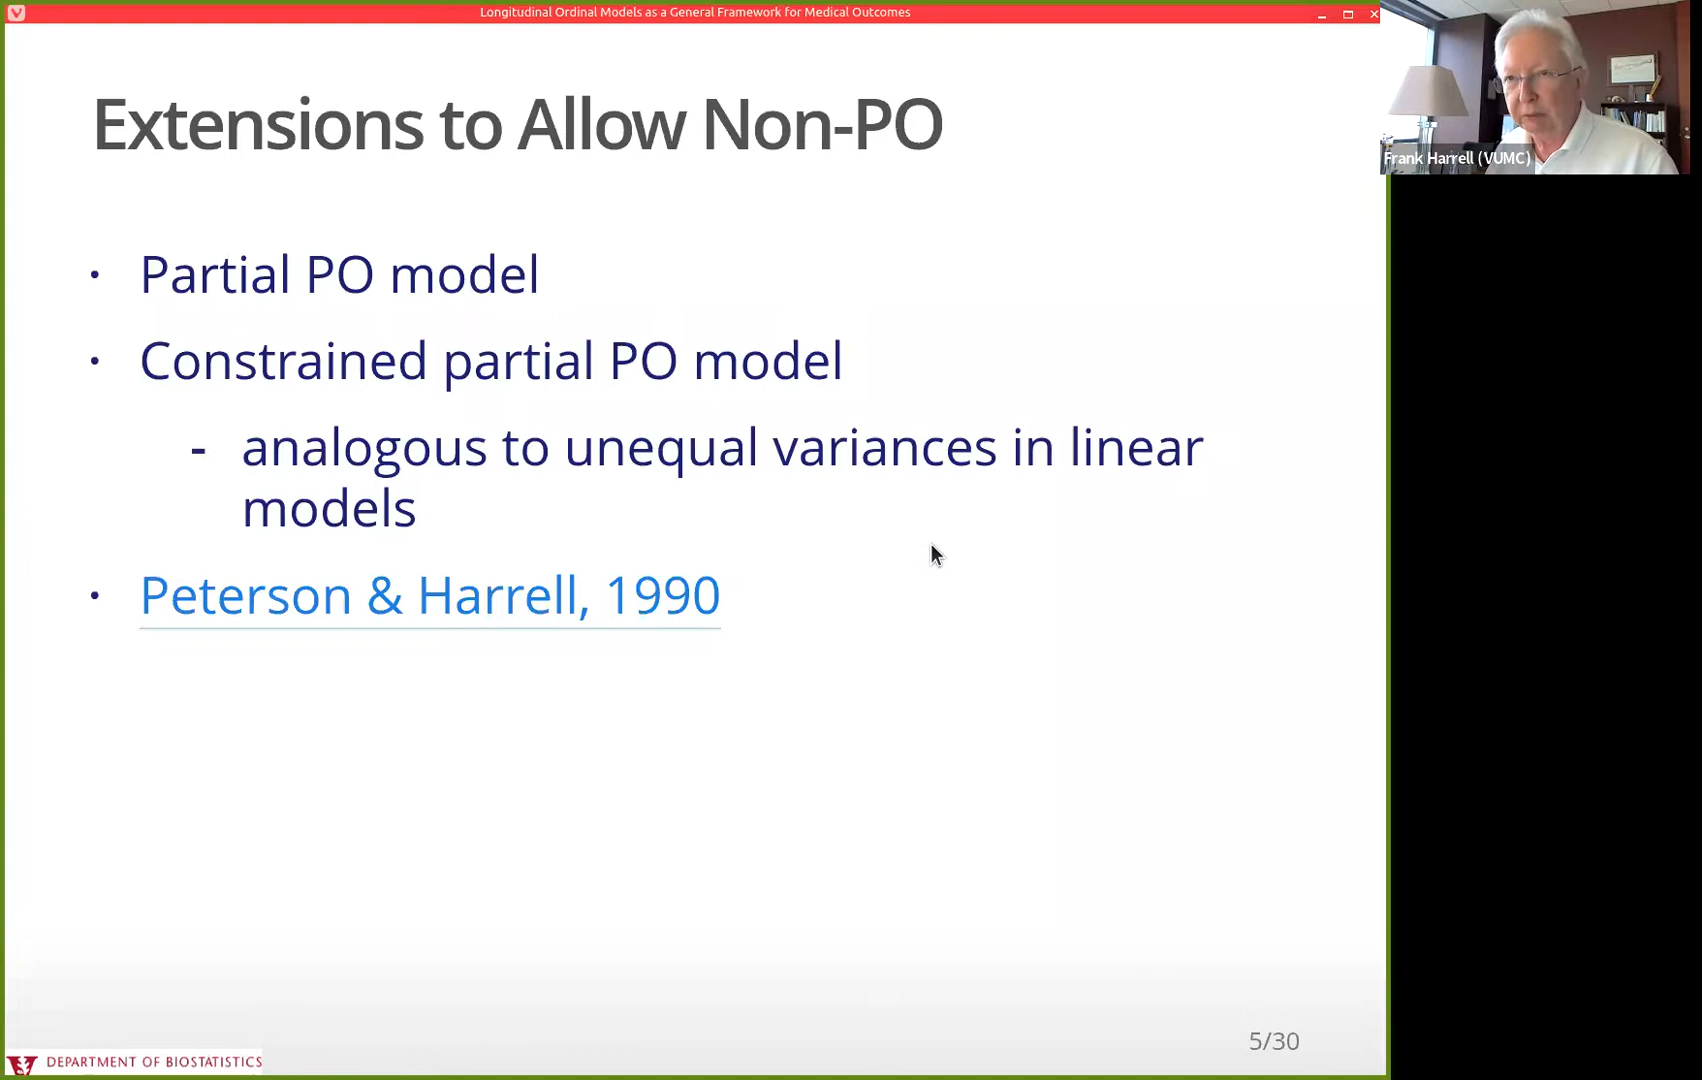 Longitudinal Ordinal Models as a General Framework for Medical Outcomes
Extensions to Allow Non-PO
Frank Harrell (VUMC)
· Partial PO model
· Constrained partial PO model
- analogous to unequal variances in linear
models
· Peterson & Harrell, 1990
5/30
DEPARTMENT OF BIOSTATISTICS